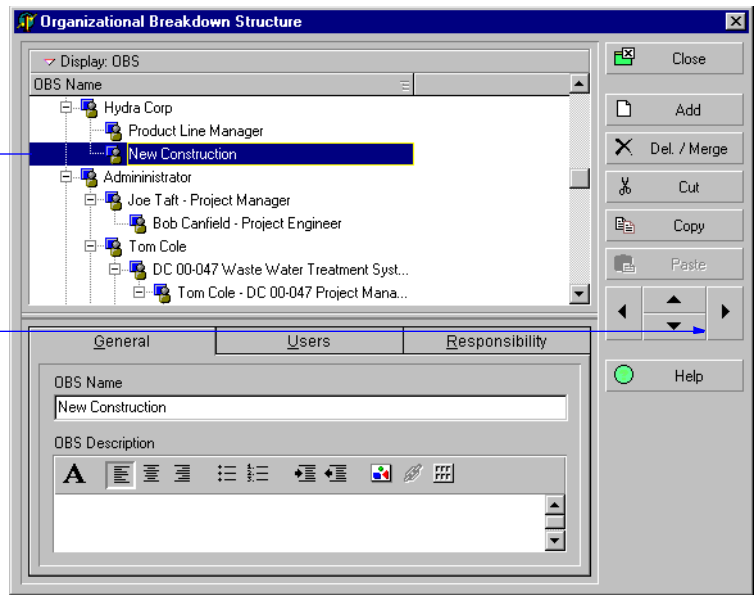 Organizational Breakdown Structure
Display: OBS
OBS Name
Hydra Corp
Product Line Manager
New Construction
Admininistrator
Joe Taft - Project Manager
Bob Canfield - Project Engineer
Tom Cole
DC 00-047 Waste Water Treatment Syst...
Tom Cole - DC 00-047 Project Mana...
General Users Responsibility
OBS Name
New Construction
OBS Description
A
Close
Add
Del. / Merge
Cut
Copy
Paste
Help